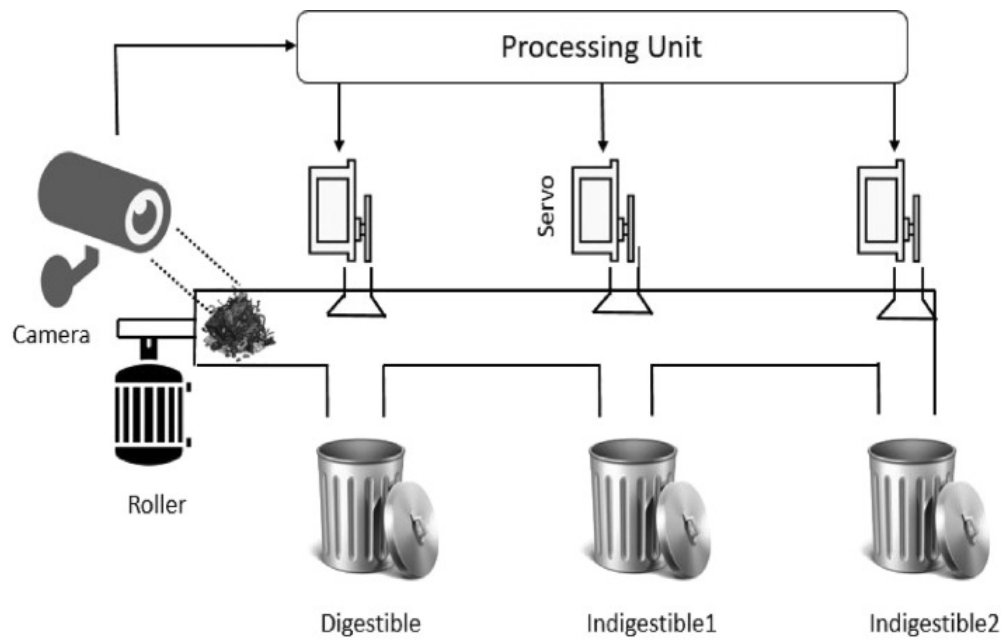 Processing Unit
Servo
Camera
Roller
Digestible
Indigestible1
Indigestible2